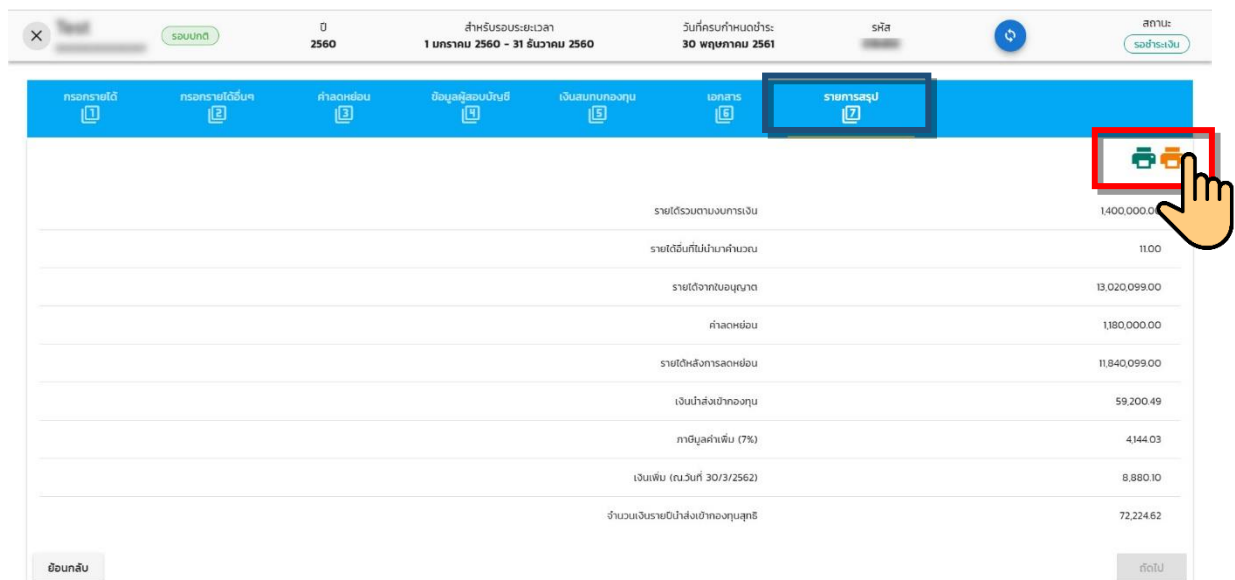 รอบปกติ
ปี
2560
สำหรับรอบระยะเวลา
1 มกราคม 2560 - 31 ธันวาคม 2560
วันที่ครบกำหนดชำระ
30 พฤษภาคม 2561
รหัส
สถานะ
รอชำระเงิน
กรอกรายได้ กรอกรายได้อื่นๆ ค่าลดหย่อน ข้อมูลผู้สอบบัญชี เงินสมทบกองทุน เอกสาร รายการสรุป
1 2 3 4 5 6 7
รายได้รวมตามงบการเงิน 1,400,000.00
รายได้อื่นที่ไม่นำมาคำนวณ 11.00
รายได้จากใบอนุญาต 13,020,099.00
ค่าลดหย่อน 1,180,000.00
รายได้หลังการลดหย่อน 11,840,099.00
เงินนำส่งเข้ากองทุน 59,200.49
ภาษีมูลค่าเพิ่ม (7%) 4,144.03
เงินเพิ่ม (ณ.วันที่ 30/3/2562) 8,880.10
จำนวนเงินรายปีนำส่งเข้ากองทุนสุทธิ 72,224.62
ย้อนกลับ ถัดไป